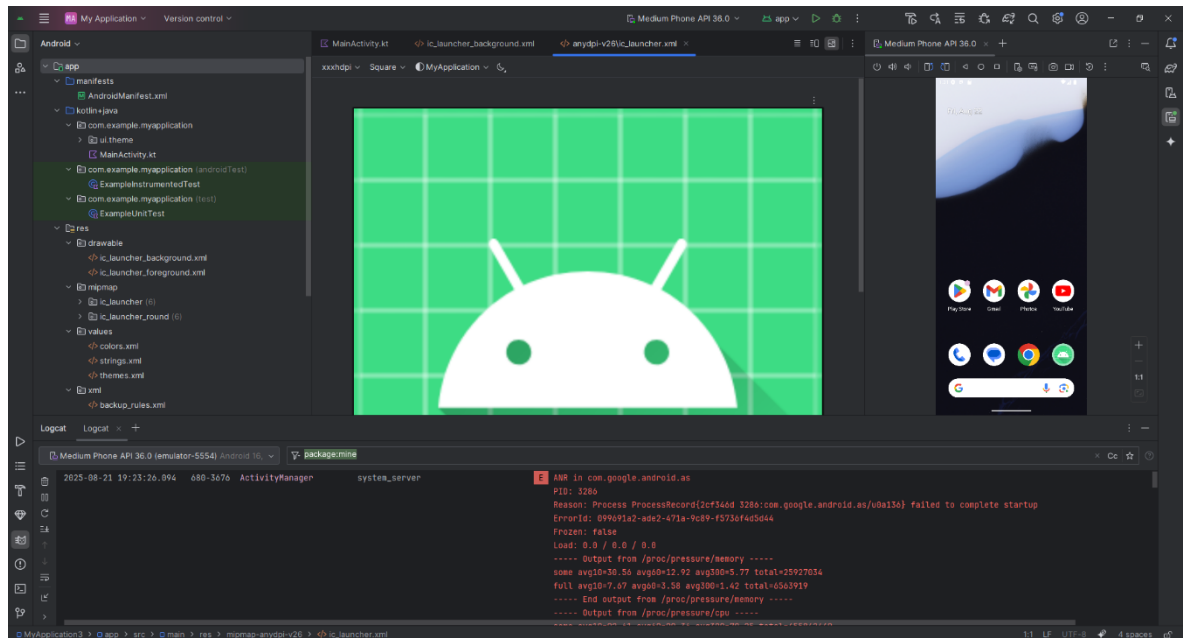 MA My Application Version control Medium Phone API 36.0 app
Android
MainActivity.kt ic_launcher_background.xml anydpi-v26\ic_launcher.xml
Medium Phone API 36.0
xxxhdpi Square MyApplication
app
manifests
AndroidManifest.xml
kotlin+java
com.example.myapplication
ui.theme
MainActivity.kt
com.example.myapplication (androidTest)
ExampleInstrumentedTest
com.example.myapplication (test)
ExampleUnitTest
res
drawable
ic_launcher_background.xml
ic_launcher_foreground.xml
mipmap
ic_launcher (6)
ic_launcher_round (6)
values
colors.xml
strings.xml
themes.xml
xml
backup_rules.xml
Play Store Gmail Photos YouTube
G
1:1
Logcat Logcat
Medium Phone API 36.0 (emulator-5554) Android 16, package:mine Cc
2025-08-21 19:23:26.094 680-3676 ActivityManager system_server E ANR in com.google.android.as
PID: 3286
Reason: Process ProcessRecord{2cf346d 3286:com.google.android.as/u0a136} failed to complete startup
ErrorId: 099691a2-ade2-471a-9c89-f5736f4d5d44
Frozen: false
Load: 0.0 / 0.0 / 0.0
----- Output from /proc/pressure/memory -----
some avg10=30.56 avg60=12.92 avg300=5.77 total=25927034
full avg10=7.67 avg60=3.58 avg300=1.42 total=6563919
----- End output from /proc/pressure/memory -----
----- Output from /proc/pressure/cpu -----
MyApplication3 > app > src > main > res > mipmap-anydpi-v26 > ic_launcher.xml 1:1 LF UTF-8 4 spaces